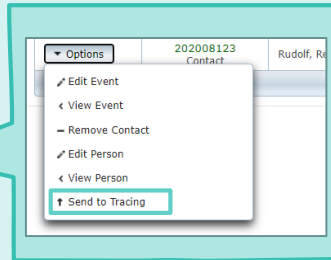 Options
202008123
Contact
Rudolf, Re
Edit Event
View Event
Remove Contact
Edit Person
View Person
Send to Tracing